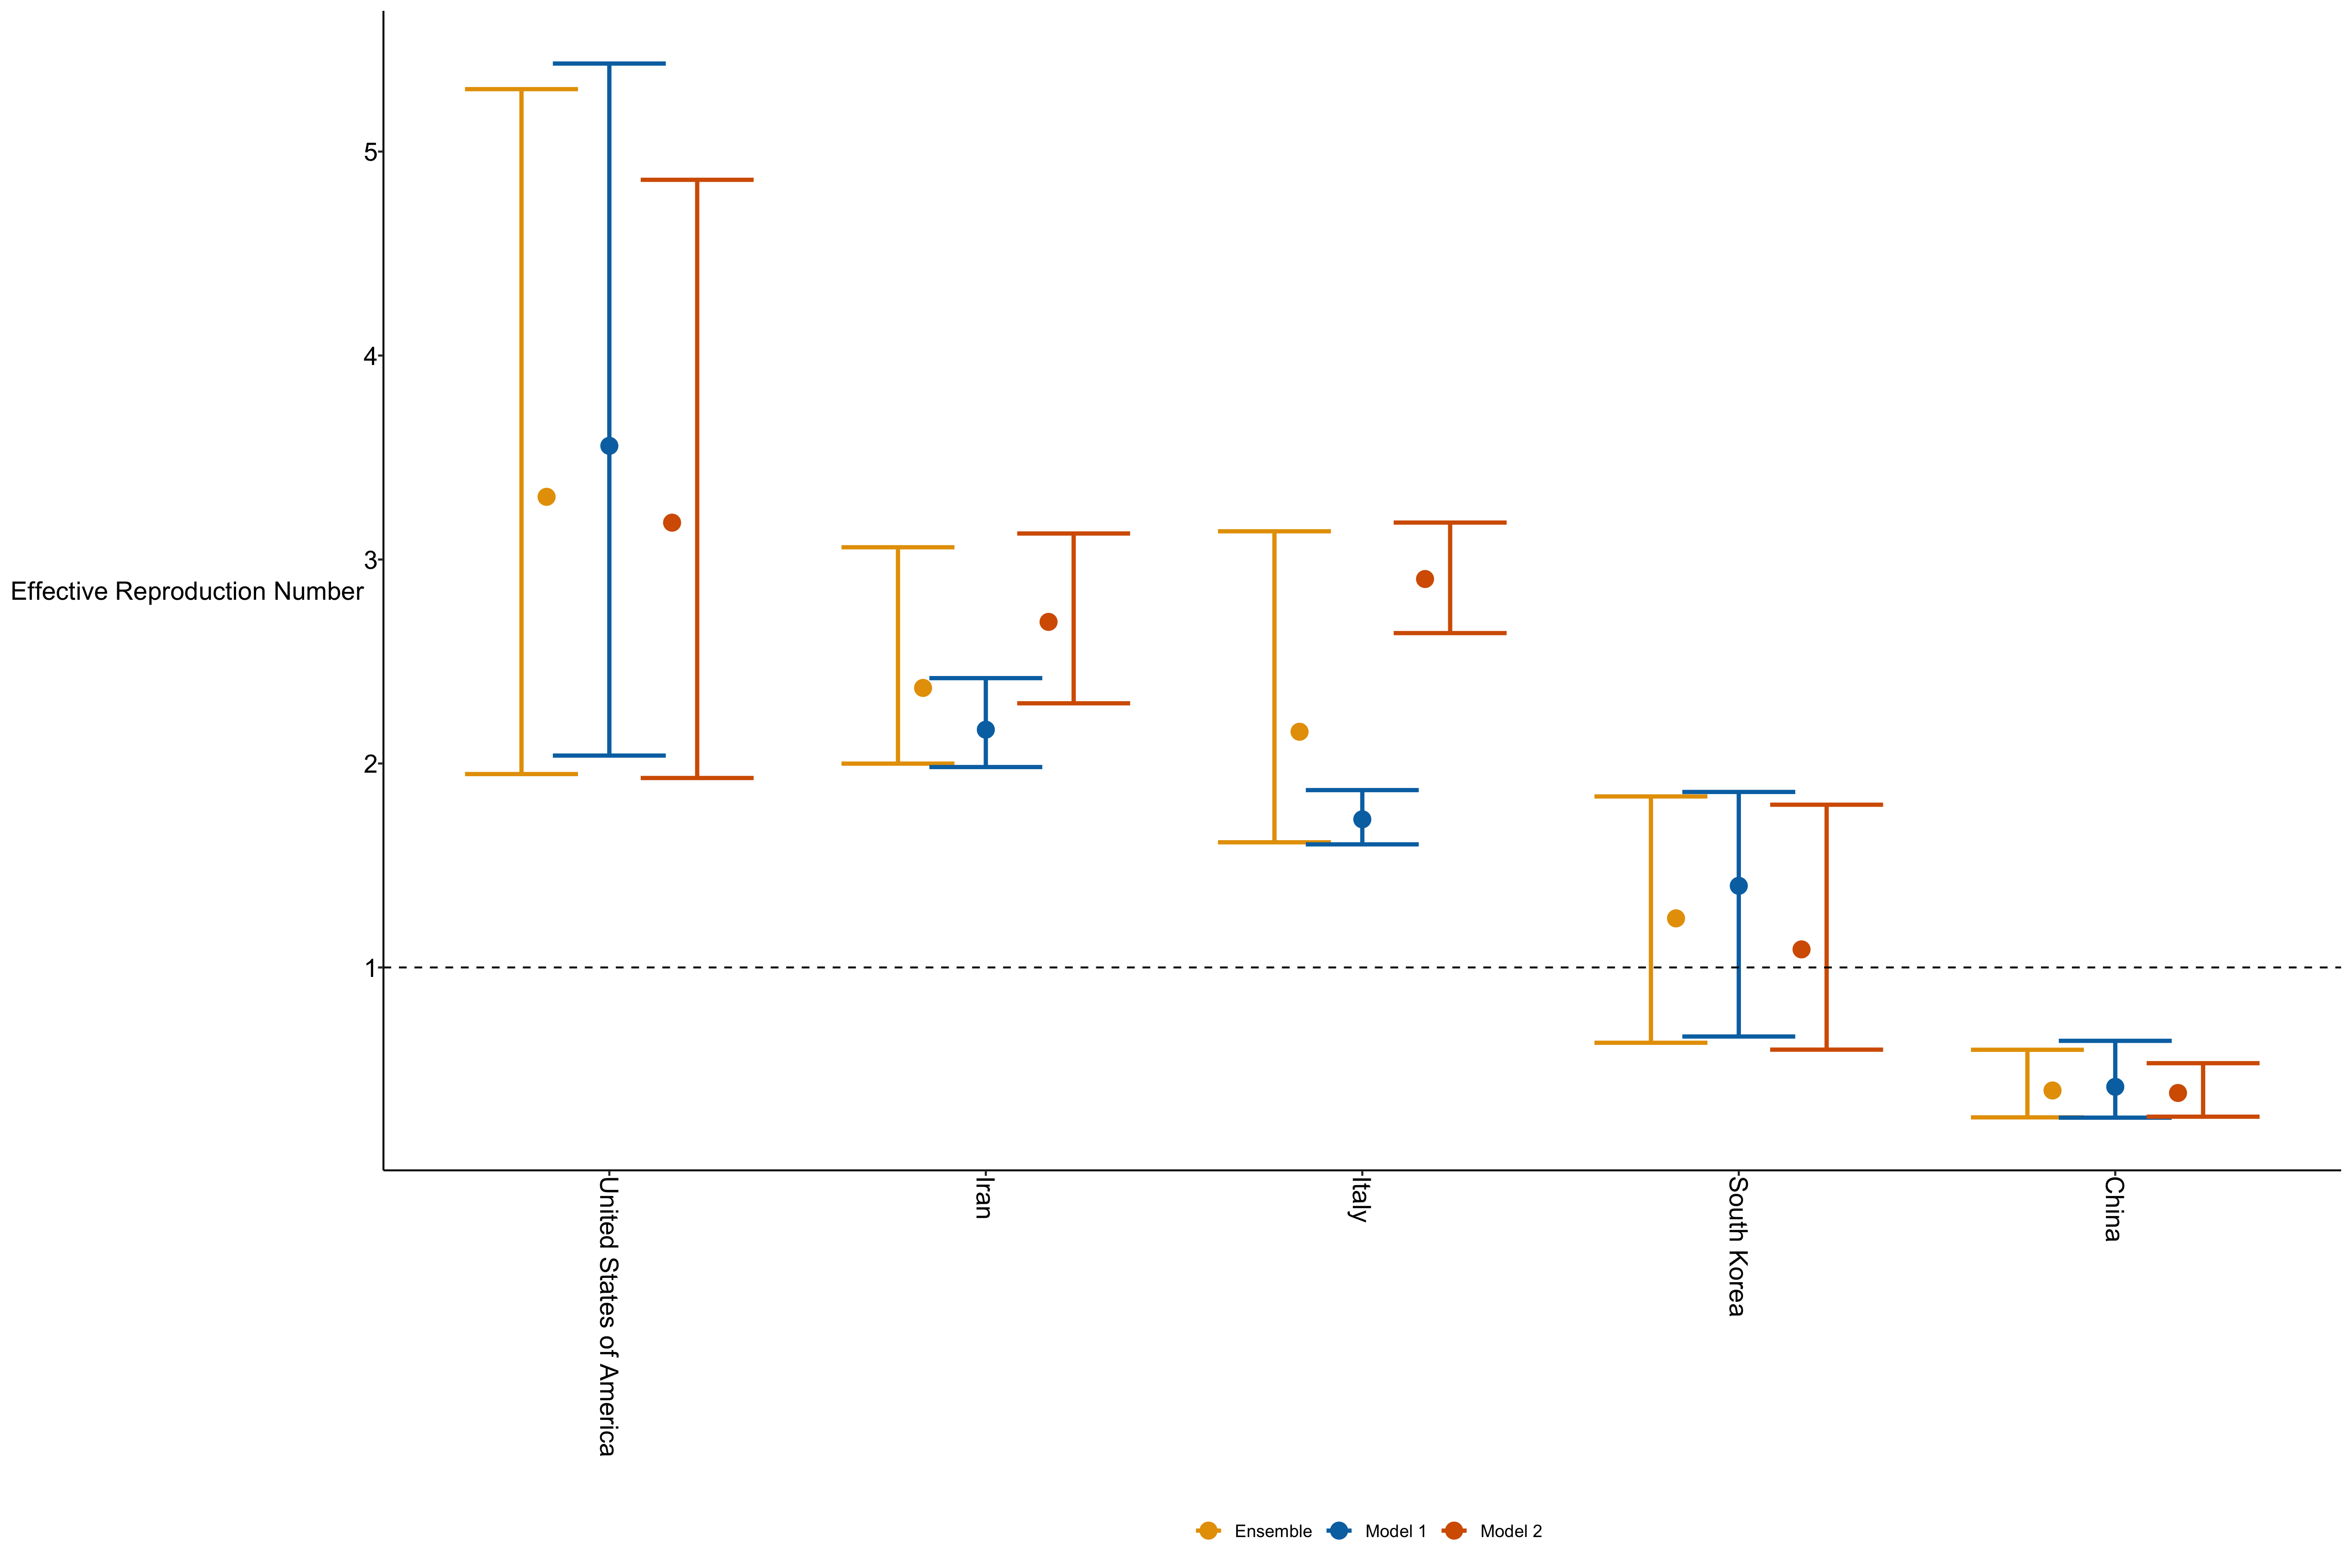 5
4
3
Effective Reproduction Number
2
1
United States of America
Iran
Italy
South Korea
China
Ensemble
Model 1
Model 2